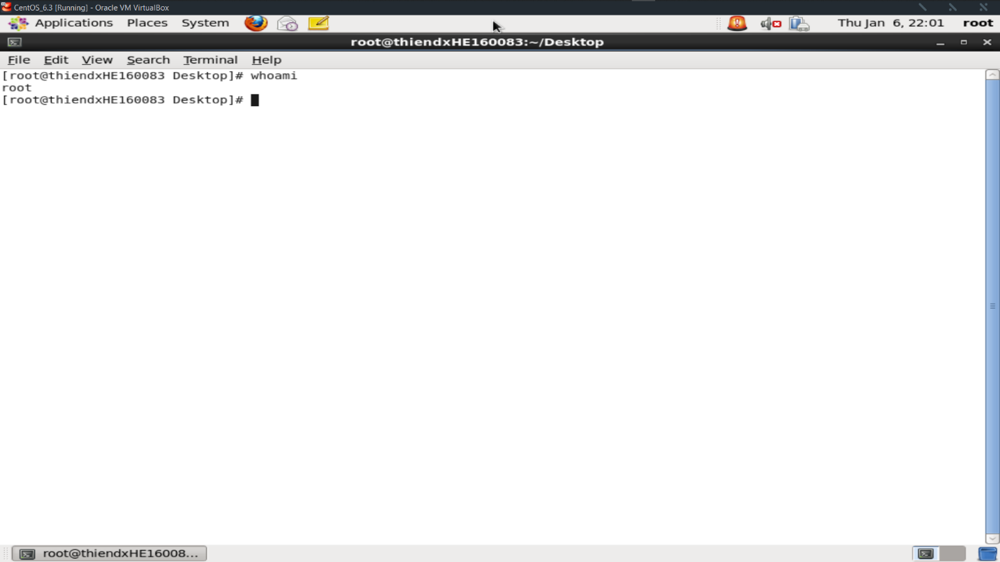 CentOS_6.3 [Running] - Oracle VM VirtualBox
Applications Places System Thu Jan 6, 22:01 root
root@thiendxHE160083:~/Desktop
File Edit View Search Terminal Help
[root@thiendxHE160083 Desktop]# whoami
root
[root@thiendxHE160083 Desktop]#
root@thiendxHE16008...